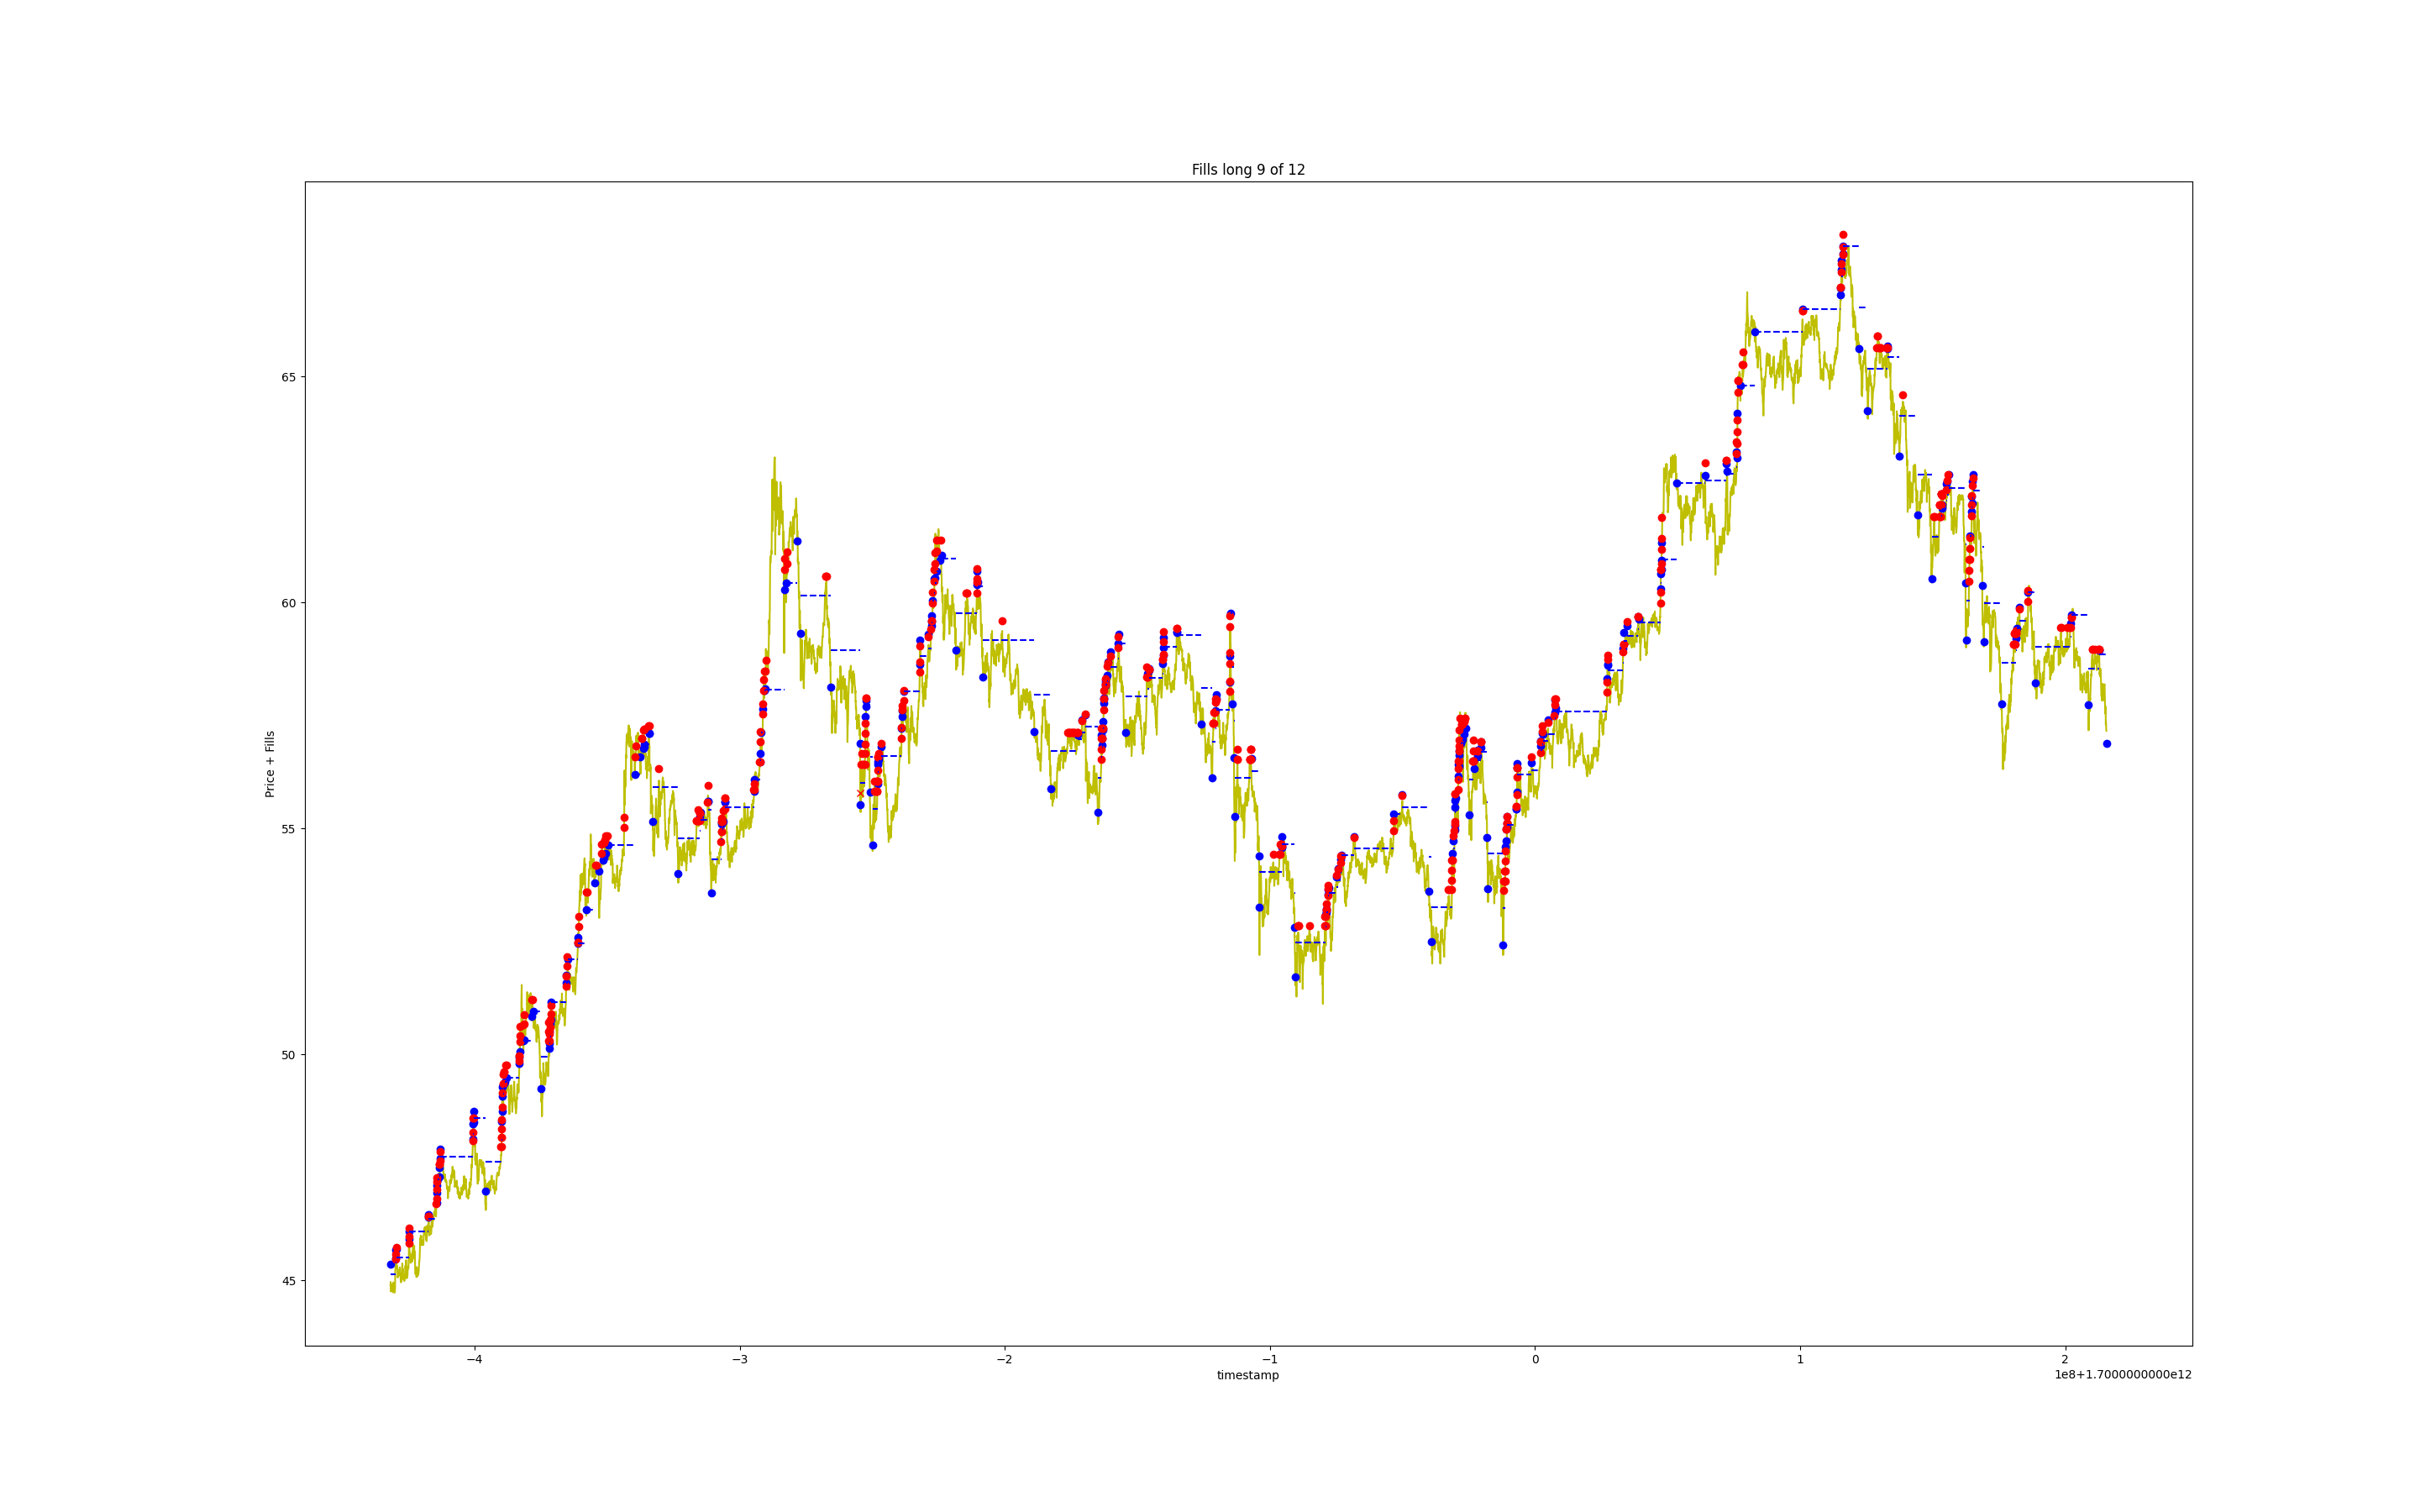 Fills long 9 of 12
Price + Fills
65
60
55
50
45
−4 −3 −2 −1 0 1 2
timestamp
1e8+1.7000000000e12